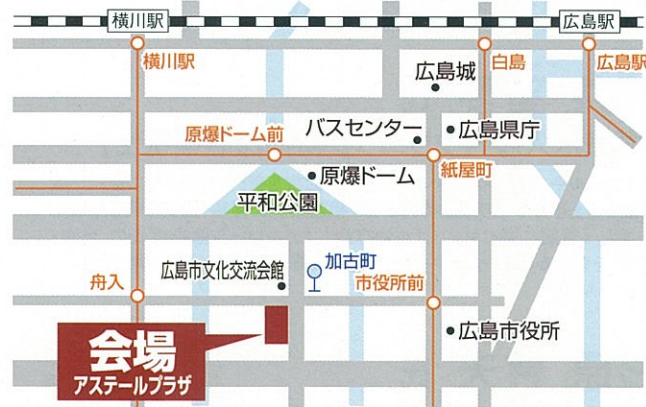 横川駅
広島駅
横川駅
白島
広島駅
広島城
原爆ドーム前
バスセンター
広島県庁
原爆ドーム
紙屋町
平和公園
広島市文化交流会館
加古町
舟入
市役所前
広島市役所
会場
アステールプラザ